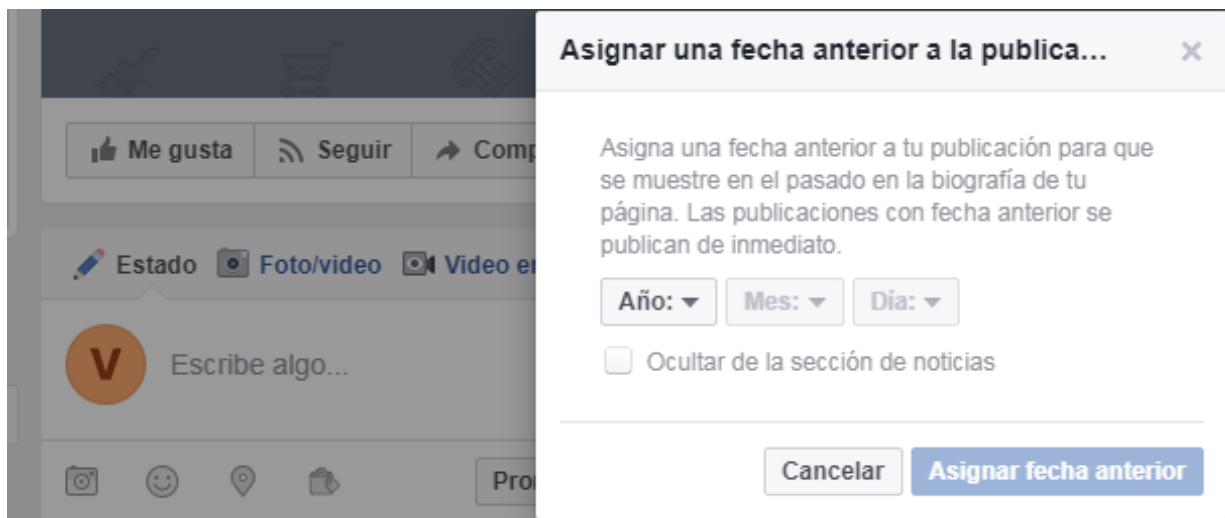 Asignar una fecha anterior a la publica...
Me gusta
Seguir
Comp
Asigna una fecha anterior a tu publicación para que
se muestre en el pasado en la biografía de tu
página. Las publicaciones con fecha anterior se
publican de inmediato.
Estado
Foto/video
Video e
Año:
Mes:
Día:
V
Escribe algo...
Ocultar de la sección de noticias
Pro
Cancelar
Asignar fecha anterior